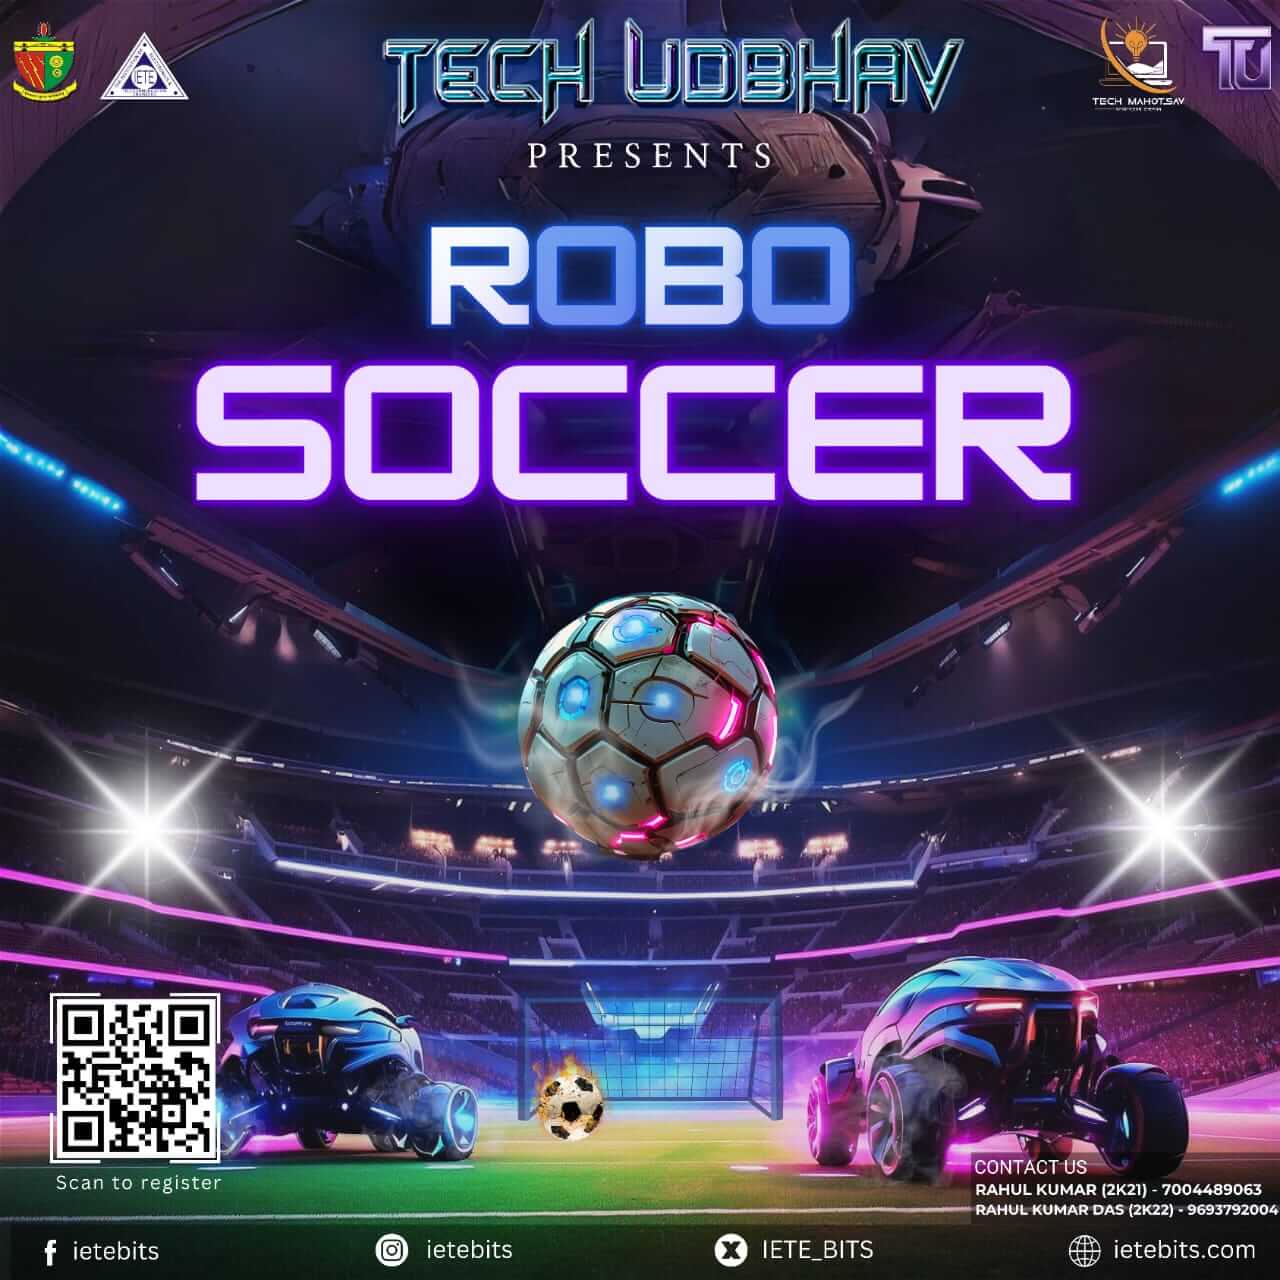 TECH UDBHAV
IETE
TECH MAHOTSAV
TU
PRESENTS
ROBO
SOCCER
Scan to register
CONTACT US
RAHUL KUMAR (2K21) - 7004489063
RAHUL KUMAR DAS (2K22) - 9693792004
ietebits
ietebits
IETE_BITS
ietebits.com